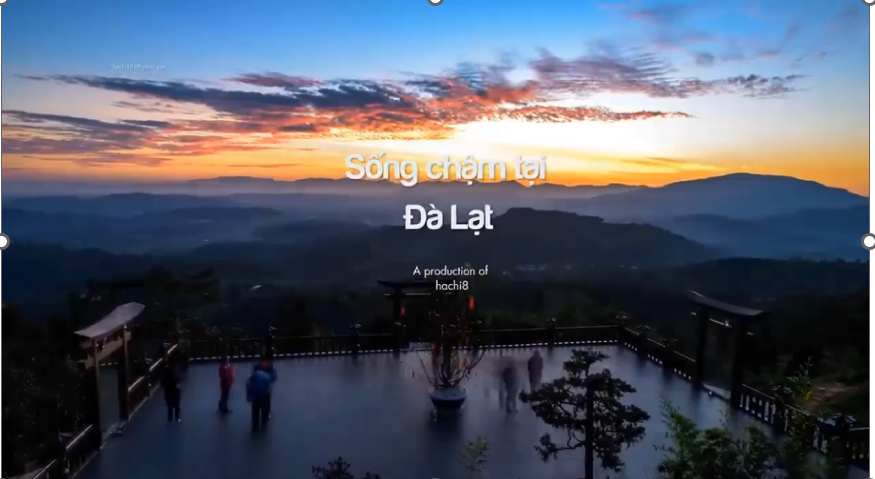 Sống chậm tại
Đà Lạt
A production of
hachi8